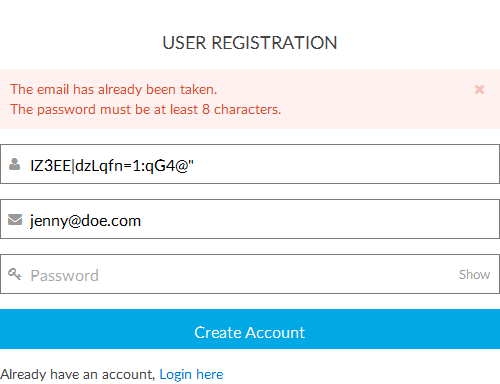 USER REGISTRATION
The email has already been taken.
The password must be at least 8 characters.
IZ3EE|dzLqfn=1:qG4@"
jenny@doe.com
Password Show
Create Account
Already have an account, Login here